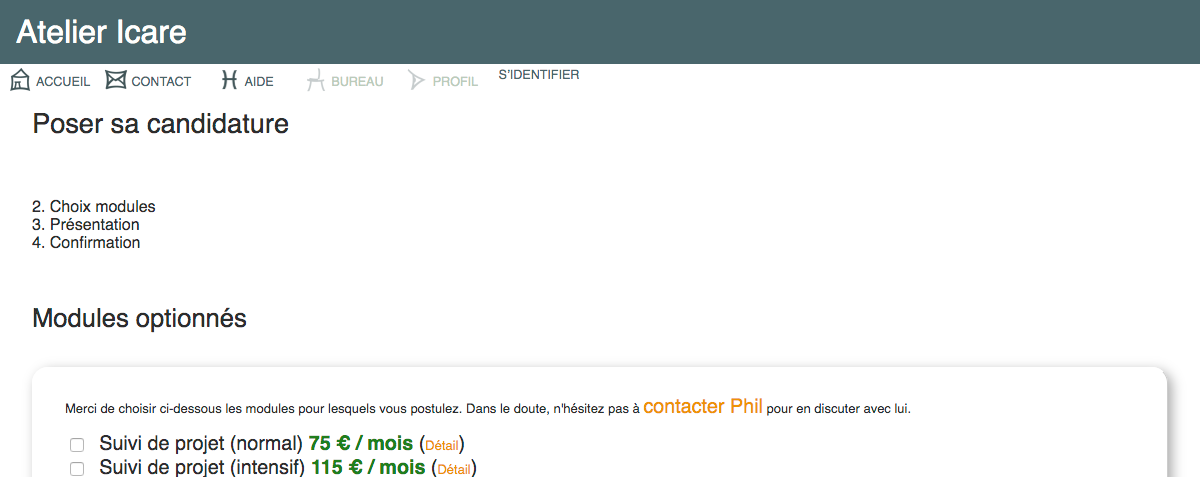 Atelier Icare
ACCUEIL CONTACT AIDE BUREAU PROFIL S'IDENTIFIER
Poser sa candidature
2. Choix modules
3. Présentation
4. Confirmation
Modules optionnés
Merci de choisir ci-dessous les modules pour lesquels vous postulez. Dans le doute, n'hésitez pas à contacter Phil pour en discuter avec lui.
Suivi de projet (normal) 75 € / mois (Détail)
Suivi de projet (intensif) 115 € / mois (Détail)